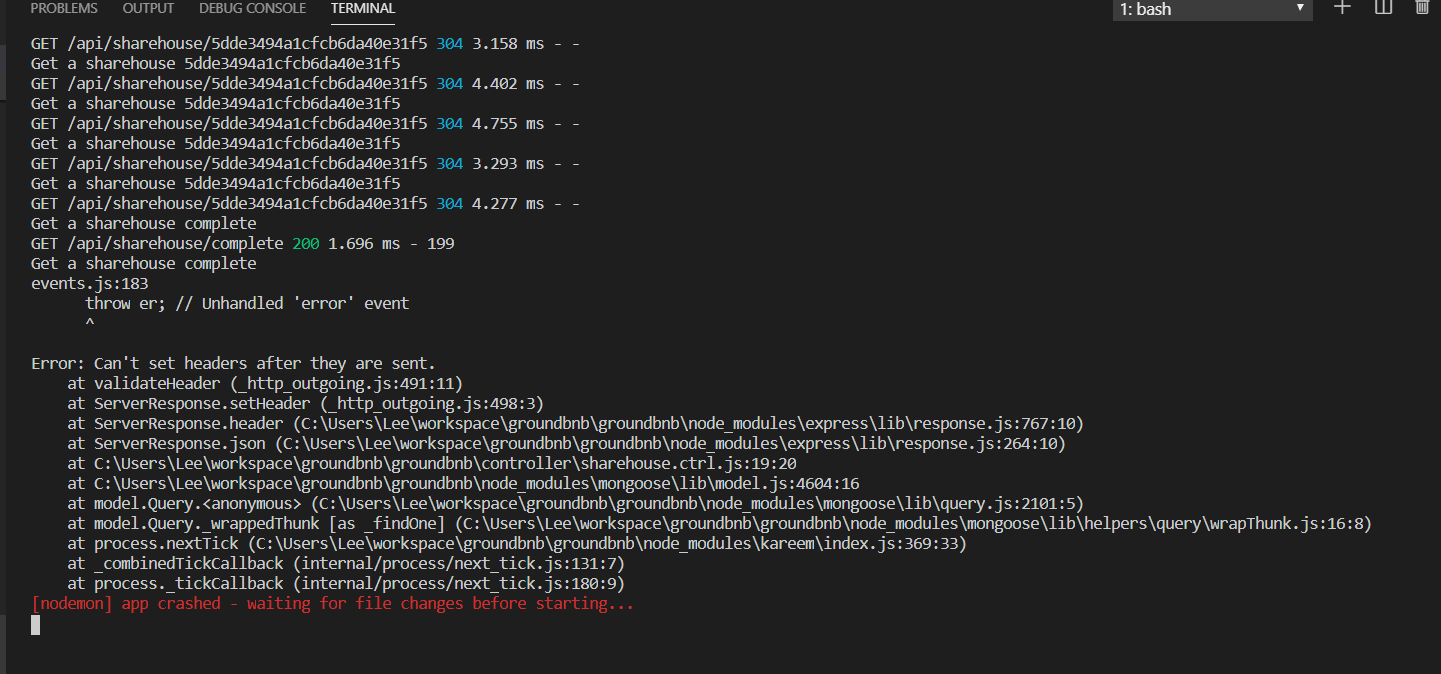 PROBLEMS OUTPUT DEBUG CONSOLE TERMINAL 1: bash
GET /api/sharehouse/5dde3494a1cfcb6da40e31f5 304 3.158 ms - -
Get a sharehouse 5dde3494a1cfcb6da40e31f5
GET /api/sharehouse/5dde3494a1cfcb6da40e31f5 304 4.402 ms - -
Get a sharehouse 5dde3494a1cfcb6da40e31f5
GET /api/sharehouse/5dde3494a1cfcb6da40e31f5 304 4.755 ms - -
Get a sharehouse 5dde3494a1cfcb6da40e31f5
GET /api/sharehouse/5dde3494a1cfcb6da40e31f5 304 3.293 ms - -
Get a sharehouse 5dde3494a1cfcb6da40e31f5
GET /api/sharehouse/5dde3494a1cfcb6da40e31f5 304 4.277 ms - -
Get a sharehouse complete
GET /api/sharehouse/complete 200 1.696 ms - 199
Get a sharehouse complete
events.js:183
      throw er; // Unhandled 'error' event
      ^
Error: Can't set headers after they are sent.
    at validateHeader (_http_outgoing.js:491:11)
    at ServerResponse.setHeader (_http_outgoing.js:498:3)
    at ServerResponse.header (C:\Users\Lee\workspace\groundbnb\groundbnb\node_modules\express\lib\response.js:767:10)
    at ServerResponse.json (C:\Users\Lee\workspace\groundbnb\groundbnb\node_modules\express\lib\response.js:264:10)
    at C:\Users\Lee\workspace\groundbnb\groundbnb\controller\sharehouse.ctrl.js:19:20
    at C:\Users\Lee\workspace\groundbnb\groundbnb\node_modules\mongoose\lib\model.js:4604:16
    at model.Query.<anonymous> (C:\Users\Lee\workspace\groundbnb\groundbnb\node_modules\mongoose\lib\query.js:2101:5)
    at model.Query._wrappedThunk [as _findOne] (C:\Users\Lee\workspace\groundbnb\groundbnb\node_modules\mongoose\lib\helpers\query\wrapThunk.js:16:8)
    at process.nextTick (C:\Users\Lee\workspace\groundbnb\groundbnb\node_modules\kareem\index.js:369:33)
    at _combinedTickCallback (internal/process/next_tick.js:131:7)
    at process._tickCallback (internal/process/next_tick.js:180:9)
[nodemon] app crashed - waiting for file changes before starting...